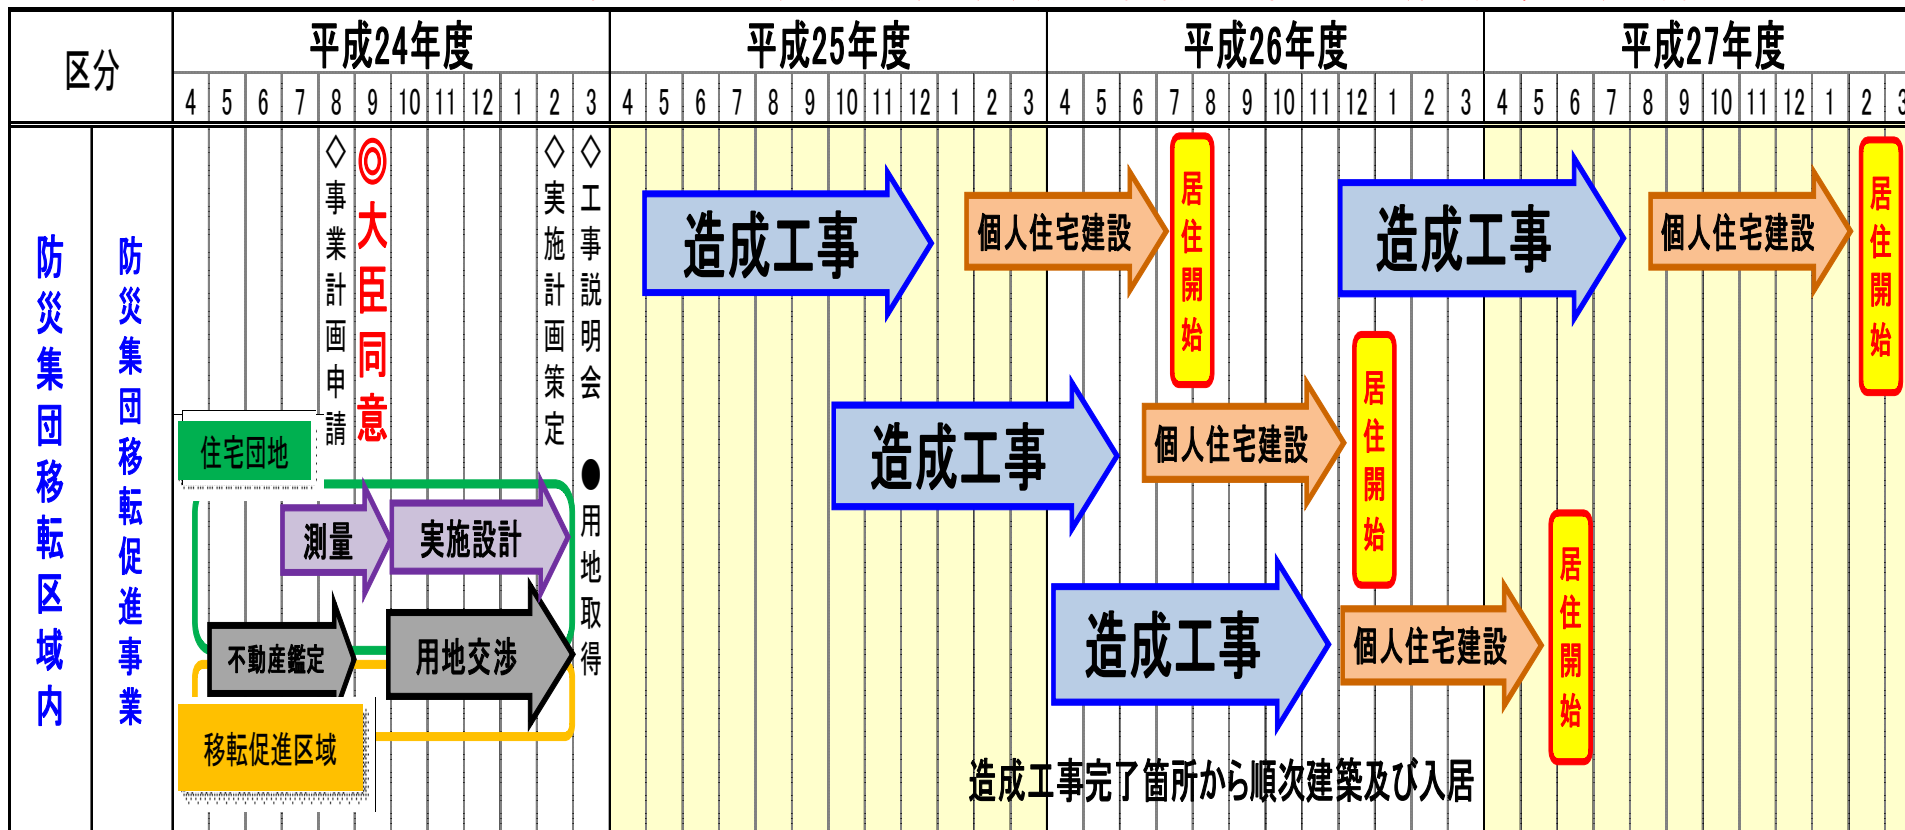 区分
平成24年度
平成25年度
平成26年度
平成27年度
4 5 6 7 8 9 10 11 12 1 2 3 4 5 6 7 8 9 10 11 12 1 2 3 4 5 6 7 8 9 10 11 12 1 2 3 4 5 6 7 8 9 10 11 12 1 2 3
防災集団移転区域内
防災集団移転促進事業
◇事業計画申請
◎大臣同意
◇実施計画策定
◇工事説明会
●用地取得
住宅団地
測量
実施設計
不動産鑑定
用地交渉
移転促進区域
造成工事
個人住宅建設
居住開始
造成工事
個人住宅建設
居住開始
造成工事
個人住宅建設
居住開始
造成工事
個人住宅建設
居住開始
造成工事完了箇所から順次建築及び入居